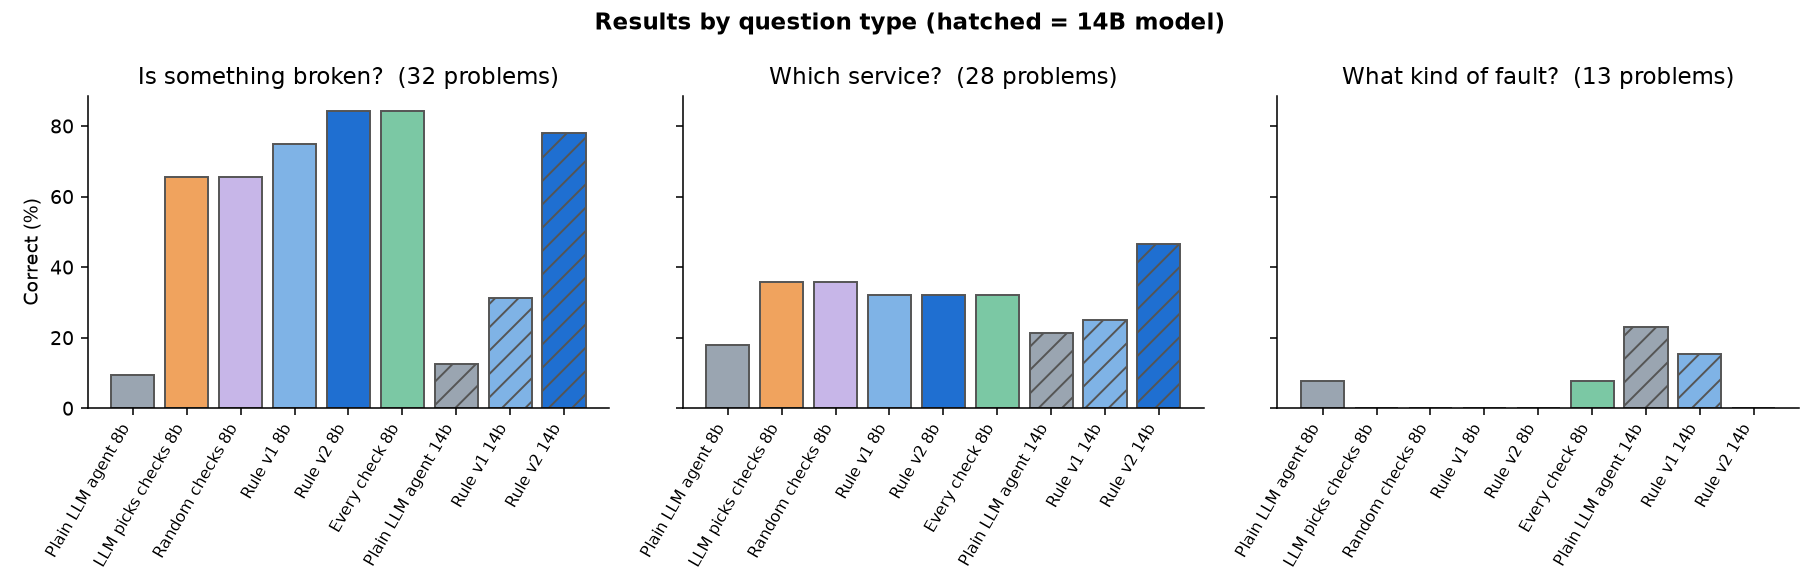 Results by question type (hatched = 14B model)
Is something broken?  (32 problems)
Correct (%)
80
60
40
20
0
Plain LLM agent 8b
LLM picks checks 8b
Random checks 8b
Rule v1 8b
Rule v2 8b
Every check 8b
Plain LLM agent 14b
Rule v1 14b
Rule v2 14b
Which service?  (28 problems)
Plain LLM agent 8b
LLM picks checks 8b
Random checks 8b
Rule v1 8b
Rule v2 8b
Every check 8b
Plain LLM agent 14b
Rule v1 14b
Rule v2 14b
What kind of fault?  (13 problems)
Plain LLM agent 8b
LLM picks checks 8b
Random checks 8b
Rule v1 8b
Rule v2 8b
Every check 8b
Plain LLM agent 14b
Rule v1 14b
Rule v2 14b